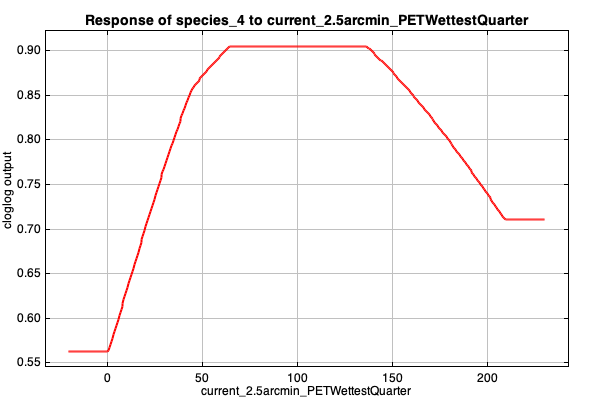 Response of species_4 to current_2.5arcmin_PETWettestQuarter
cloglog output
0.90
0.85
0.80
0.75
0.70
0.65
0.60
0.55
0 50 100 150 200
current_2.5arcmin_PETWettestQuarter